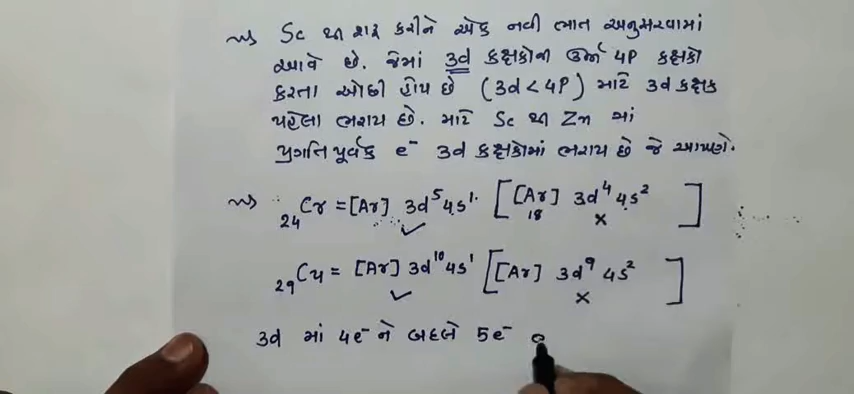 Sc થી શરૂ કરીને એક નવી ભાત અનુસરવામાં
આવે છે. જેમાં 3d કક્ષકોની ઉર્જા 4P કક્ષકો
કરતા ઓછી હોય છે (3d < 4P) માટે 3d કક્ષક
પહેલા ભરાય છે. માટે Sc થી Zn માં
પ્રગતિ પૂર્વક e⁻ 3d કક્ષકોમાં ભરાય છે જે આપણે.
₂₄Cr = [Ar] 3d⁵ 4s¹. [[Ar]₁₈ 3d⁴ 4s² ] ✓ ×
₂₉Cu = [Ar] 3d¹⁰ 4s¹ [[Ar] 3d⁹ 4s² ] ✓ ×
3d માં 4e⁻ ને બદલે 5e⁻